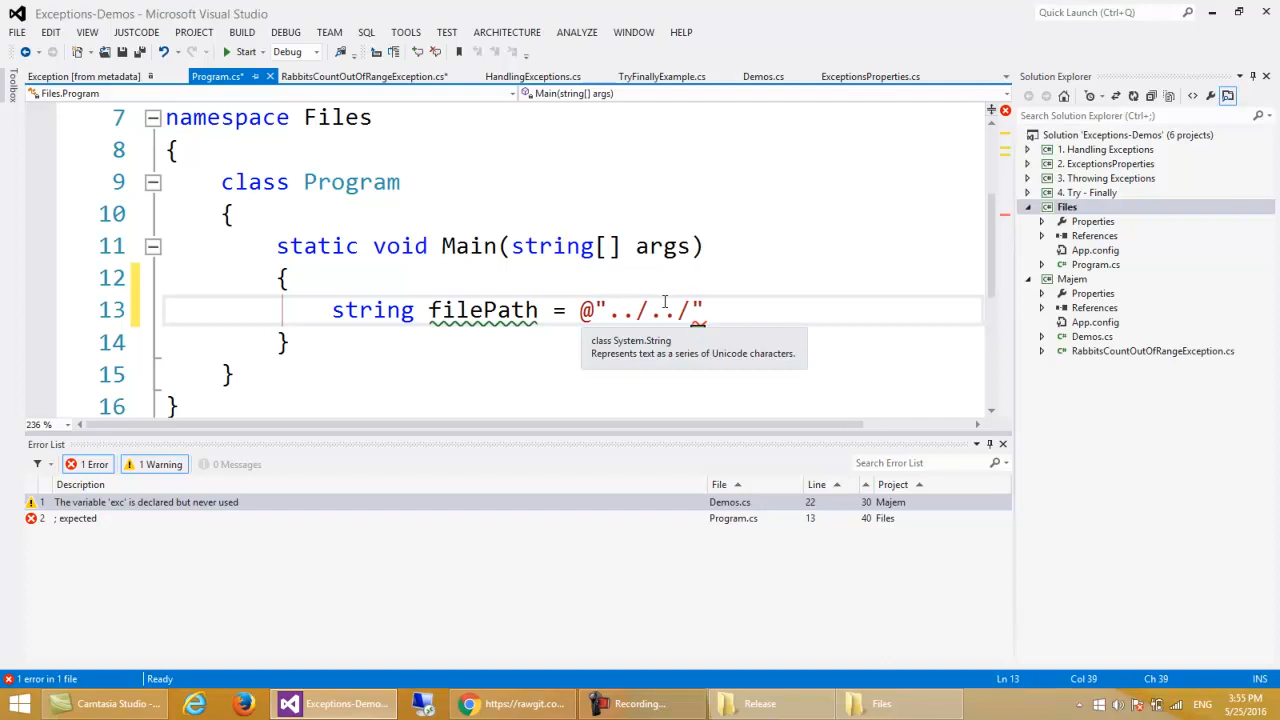 Exceptions-Demos - Microsoft Visual Studio
Quick Launch (Ctrl+Q)
FILE EDIT VIEW JUSTCODE PROJECT BUILD DEBUG TEAM SQL TOOLS TEST ARCHITECTURE ANALYZE WINDOW HELP
Start Debug
Toolbox
Exception [from metadata] Program.cs* RabbitsCountOutOfRangeException.cs* HandlingExceptions.cs TryFinallyExample.cs Demos.cs ExceptionsProperties.cs
Files.Program Main(string[] args)
7 namespace Files
8 {
9 class Program
10 {
11 static void Main(string[] args)
12 {
13 string filePath = @"../../"
class System.String
Represents text as a series of Unicode characters.
14 }
15 }
16 }
236 %
Solution Explorer
Search Solution Explorer (Ctrl+;)
Solution 'Exceptions-Demos' (6 projects)
1. Handling Exceptions
2. ExceptionsProperties
3. Throwing Exceptions
4. Try - Finally
Files
Properties
References
App.config
Program.cs
Majem
Properties
References
App.config
Demos.cs
RabbitsCountOutOfRangeException.cs
Error List
1 Error 1 Warning 0 Messages
Search Error List
Description File Line Project
1 The variable 'exc' is declared but never used Demos.cs 22 30 Majem
2 ; expected Program.cs 13 40 Files
1 error in 1 file Ready Ln 13 Col 39 Ch 39 INS
Camtasia Studio -... Exceptions-Demo... https://rawgit.co... Recording... Release Files ENG 3:55 PM
5/25/2016